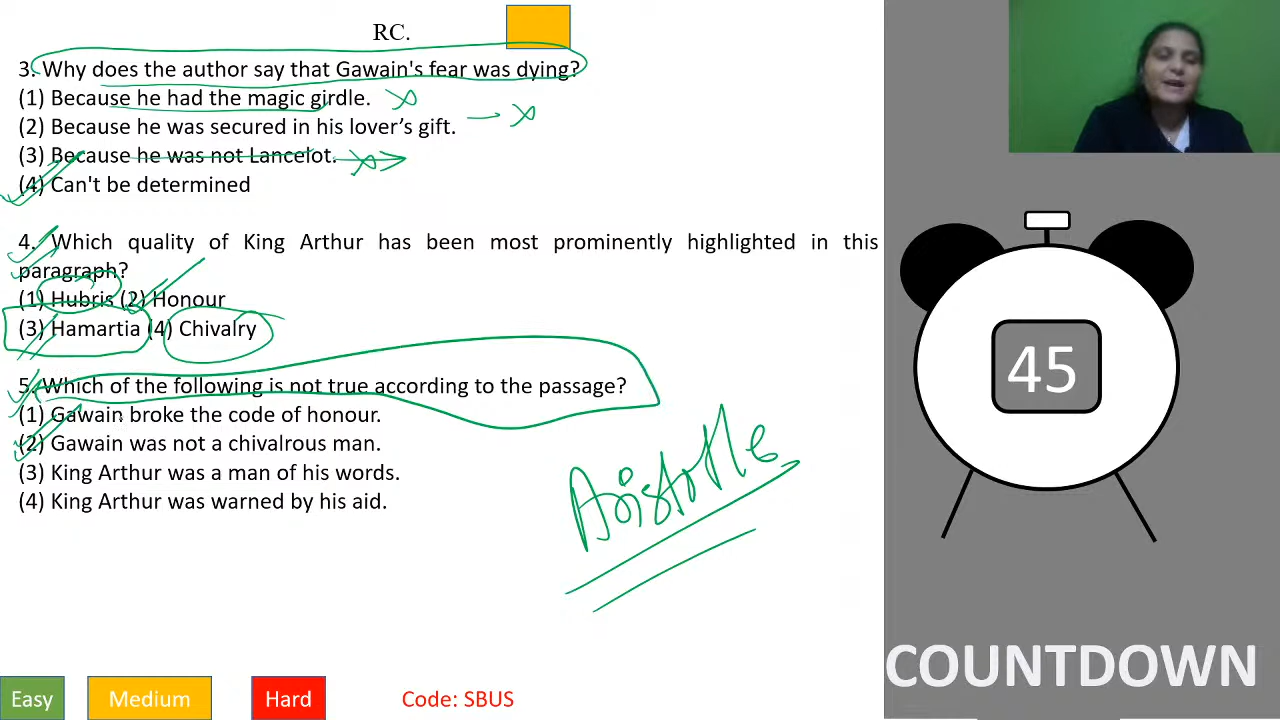 RC.
3. Why does the author say that Gawain's fear was dying?
(1) Because he had the magic girdle.
(2) Because he was secured in his lover’s gift.
(3) Because he was not Lancelot.
(4) Can't be determined
4. Which quality of King Arthur has been most prominently highlighted in this
paragraph?
(1) Hubris (2) Honour
(3) Hamartia (4) Chivalry
5. Which of the following is not true according to the passage?
(1) Gawain broke the code of honour.
(2) Gawain was not a chivalrous man.
(3) King Arthur was a man of his words.
(4) King Arthur was warned by his aid.
Aristotle
45
COUNTDOWN
Easy Medium Hard Code: SBUS